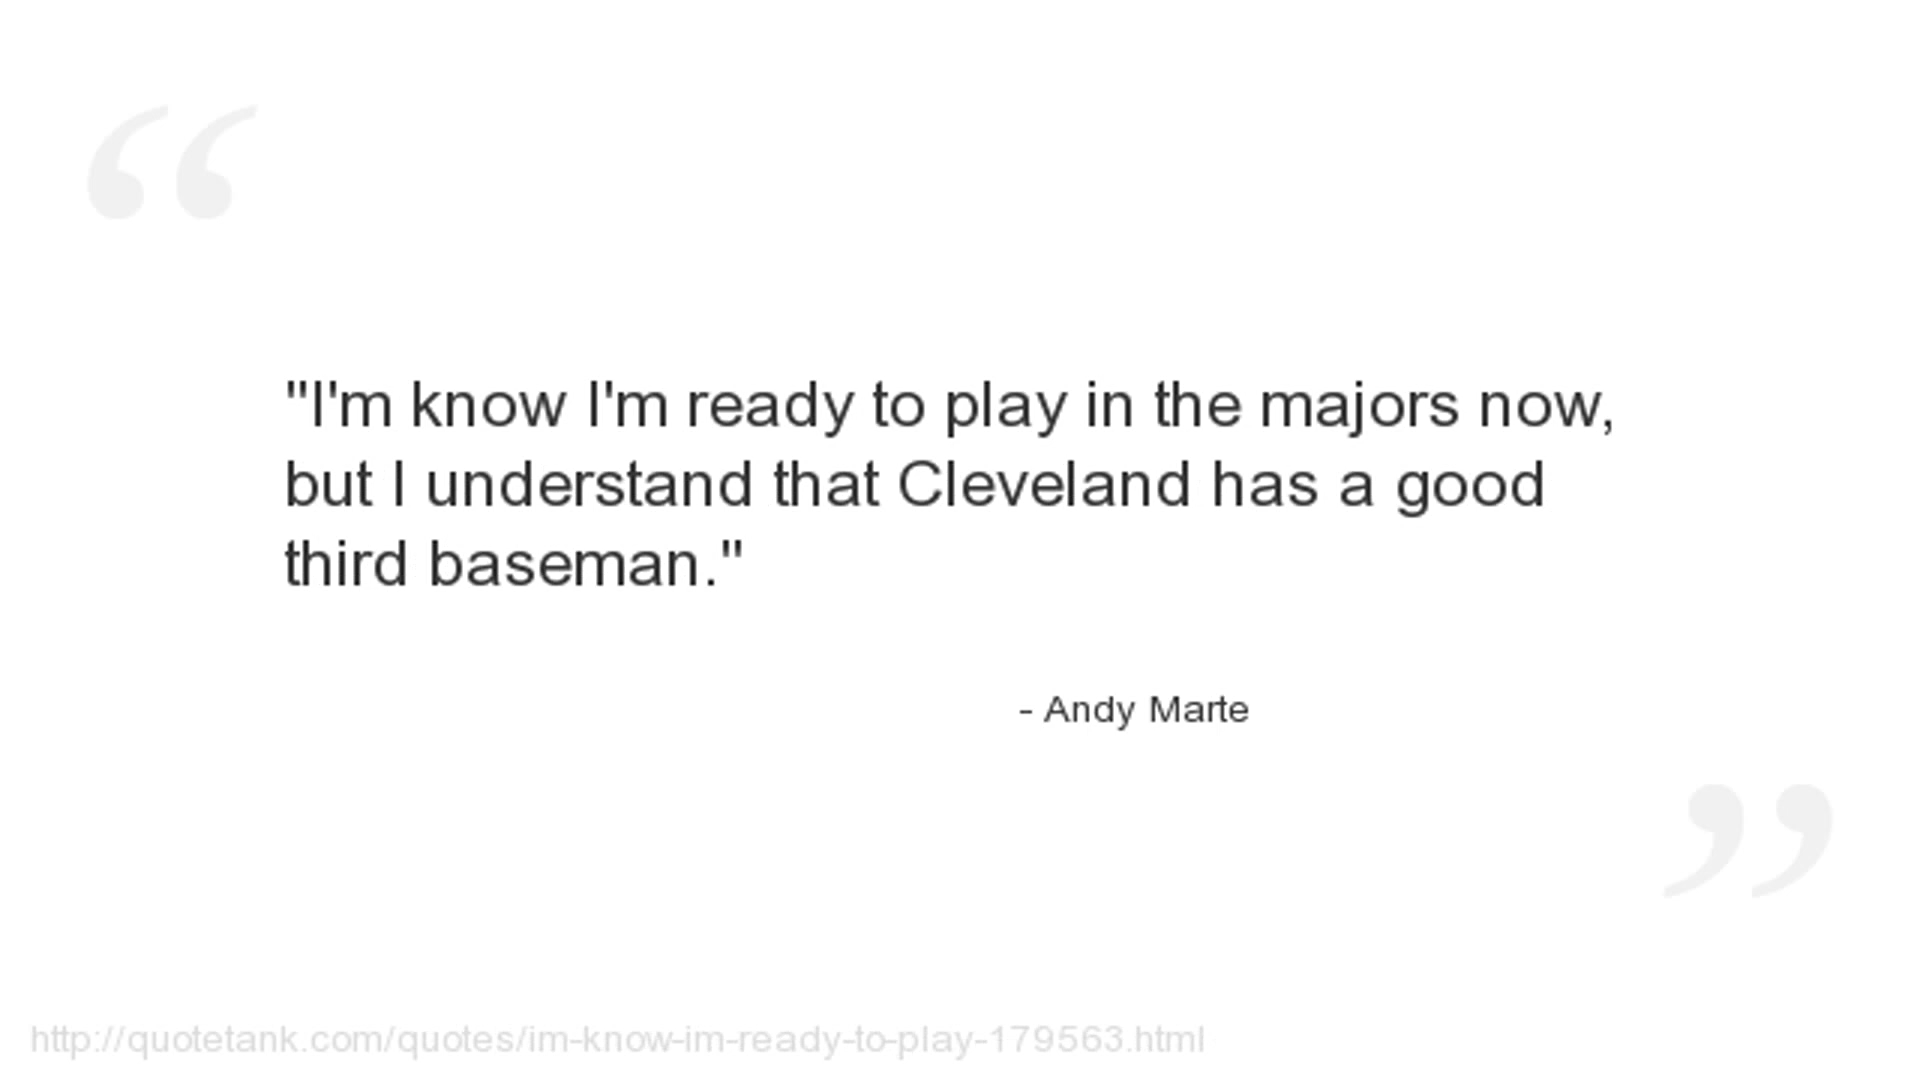 "I'm know I'm ready to play in the majors now,
but I understand that Cleveland has a good
third baseman."
- Andy Marte
http://quotetank.com/quotes/im-know-im-ready-to-play-179563.html